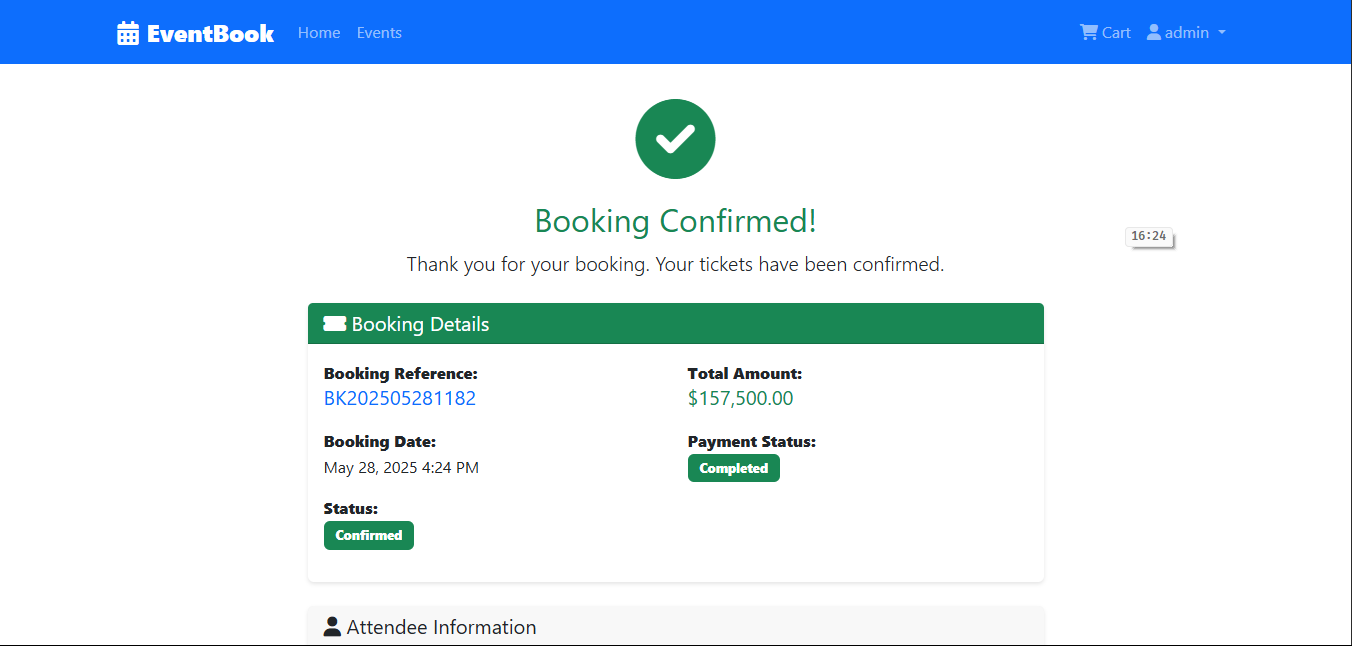 EventBook Home Events Cart admin
Booking Confirmed!
16:24
Thank you for your booking. Your tickets have been confirmed.
Booking Details
Booking Reference: Total Amount:
BK202505281182 $157,500.00
Booking Date: Payment Status:
May 28, 2025 4:24 PM Completed
Status:
Confirmed
Attendee Information